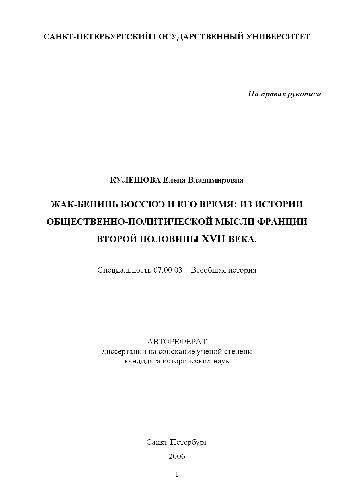 САНКТ-ПЕТЕРБУРГСКИЙ ГОСУДАРСТВЕННЫЙ УНИВЕРСИТЕТ
На правах рукописи
КУЛЕШОВА Елена Владимировна
ЖАК-БЕНИНЬ БОССЮЭ И ЕГО ВРЕМЯ: ИЗ ИСТОРИИ
ОБЩЕСТВЕННО-ПОЛИТИЧЕСКОЙ МЫСЛИ ФРАНЦИИ
ВТОРОЙ ПОЛОВИНЫ XVII ВЕКА.
Специальность 07.00.03 – Всеобщая история
АВТОРЕФЕРАТ
диссертации на соискание ученой степени
кандидата исторических наук
Санкт-Петербург
2006
1